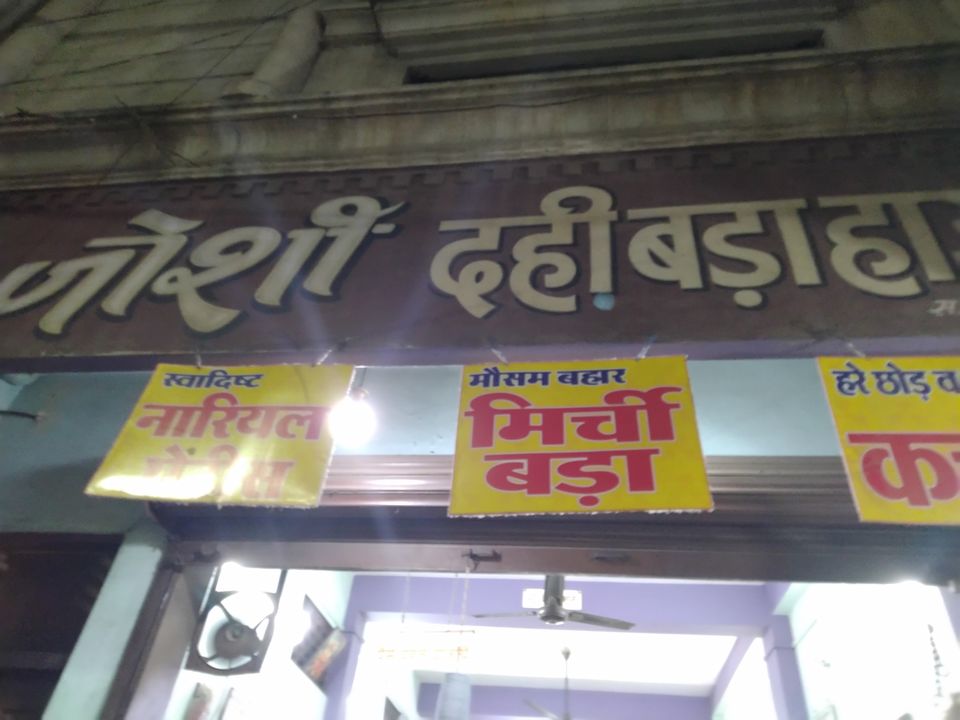 जोशी दही बड़ा हा
स्वादिष्ट
नारियल
पेटीस
मौसम बहार
मिर्ची
बड़ा
हरे छोड़ व